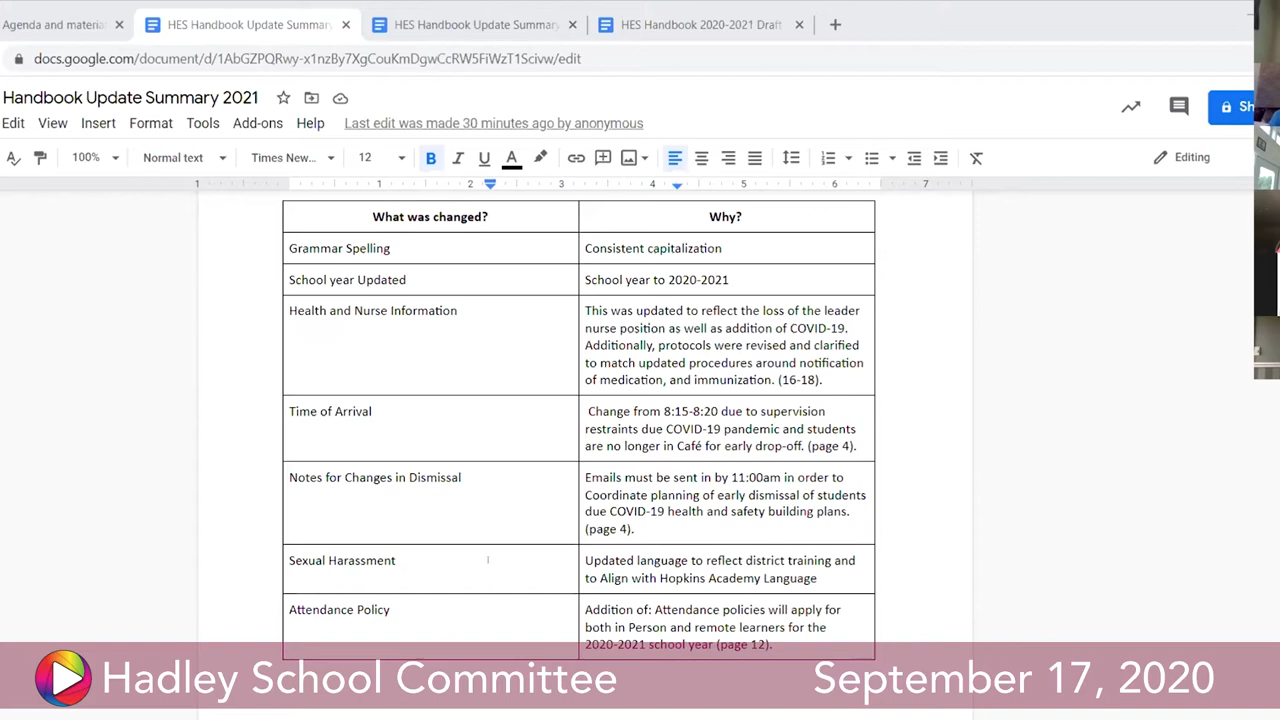 Agenda and materia
HES Handbook Update Summary
HES Handbook Update Summa
HES Handbook 2020-2021 Draft
docs.google.com/document/d/1AbGZPQRwy-x1nzBy7XgCouKmDgwCcRW5FiWzT1Scivw/edit
Handbook Update Summary 2021
Edit View Insert Format Tools Add-ons Help Last edit was made 30 minutes ago by anonymous
Sh
100% Normal text Times New... 12 B I U A Editing
1 1 2 3 4 5 6 7
What was changed? Why?
Grammar Spelling Consistent capitalization
School year Updated School year to 2020-2021
Health and Nurse Information This was updated to reflect the loss of the leader
nurse position as well as addition of COVID-19.
Additionally, protocols were revised and clarified
to match updated procedures around notification
of medication, and immunization. (16-18).
Time of Arrival Change from 8:15-8:20 due to supervision
restraints due COVID-19 pandemic and students
are no longer in Café for early drop-off. (page 4).
Notes for Changes in Dismissal Emails must be sent in by 11:00am in order to
Coordinate planning of early dismissal of students
due COVID-19 health and safety building plans.
(page 4).
Sexual Harassment Updated language to reflect district training and
to Align with Hopkins Academy Language
Attendance Policy Addition of: Attendance policies will apply for
both in Person and remote learners for the
2020-2021 school year (page 12).
Hadley School Committee September 17, 2020